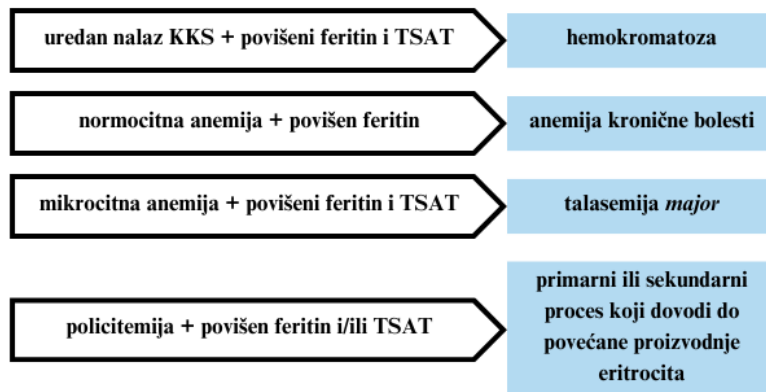 uredan nalaz KKS + povišeni feritin i TSAT
hemokromatoza
normocitna anemija + povišen feritin
anemija kronične bolesti
mikrocitna anemija + povišeni feritin i TSAT
talasemija major
policitemija + povišen feritin i/ili TSAT
primarni ili sekundarni
proces koji dovodi do
povećane proizvodnje
eritrocita